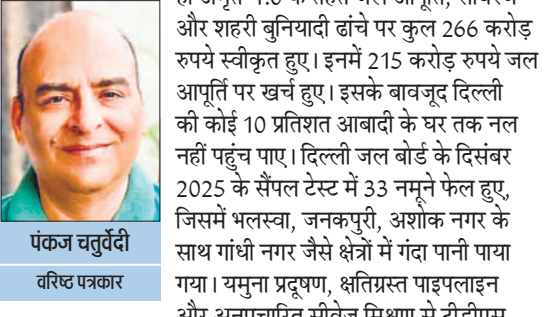 और शहरी बुनियादी ढांचे पर कुल 266 करोड़
रुपये स्वीकृत हुए। इनमें 215 करोड़ रुपये जल
आपूर्ति पर खर्च हुए। इसके बावजूद दिल्ली
की कोई 10 प्रतिशत आबादी के घर तक नल
नहीं पहुंच पाए। दिल्ली जल बोर्ड के दिसंबर
2025 के सैंपल टेस्ट में 33 नमूने फेल हुए,
जिसमें भलस्वा, जनकपुरी, अशोक नगर के
साथ गांधी नगर जैसे क्षेत्रों में गंदा पानी पाया
गया। यमुना प्रदूषण, क्षतिग्रस्त पाइपलाइन
पंकज चतुर्वेदी
वरिष्ठ पत्रकार